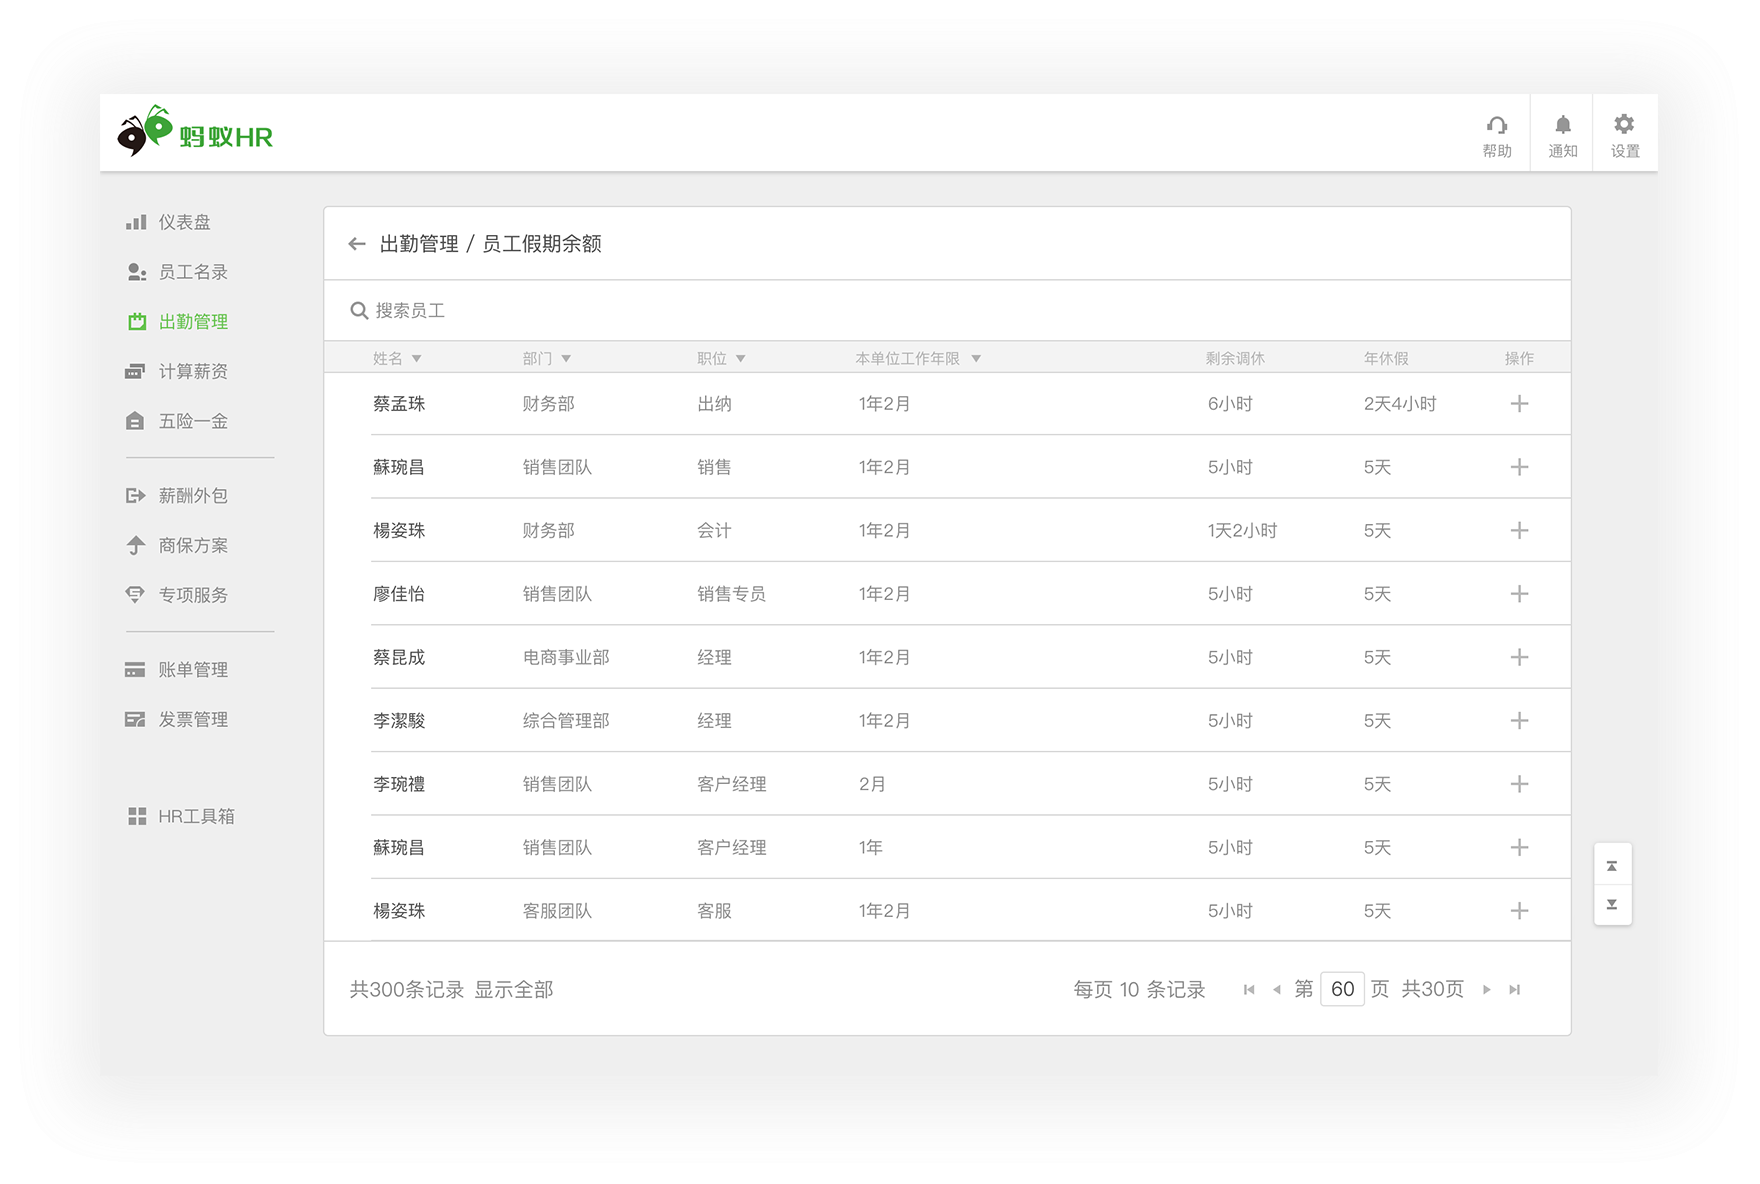 蚂蚁HR
帮助 通知 设置
仪表盘
员工名录
出勤管理
计算薪资
五险一金
薪酬外包
商保方案
专项服务
账单管理
发票管理
HR工具箱
出勤管理 / 员工假期余额
搜索员工
姓名 部门 职位 本单位工作年限 剩余调休 年休假 操作
蔡孟珠 财务部 出纳 1年2月 6小时 2天4小时
蘇琬昌 销售团队 销售 1年2月 5小时 5天
楊姿珠 财务部 会计 1年2月 1天2小时 5天
廖佳怡 销售团队 销售专员 1年2月 5小时 5天
蔡昆成 电商事业部 经理 1年2月 5小时 5天
李潔駿 综合管理部 经理 1年2月 5小时 5天
李琬禮 销售团队 客户经理 2月 5小时 5天
蘇琬昌 销售团队 客户经理 1年 5小时 5天
楊姿珠 客服团队 客服 1年2月 5小时 5天
共300条记录 显示全部 每页 10 条记录 第 60 页 共30页